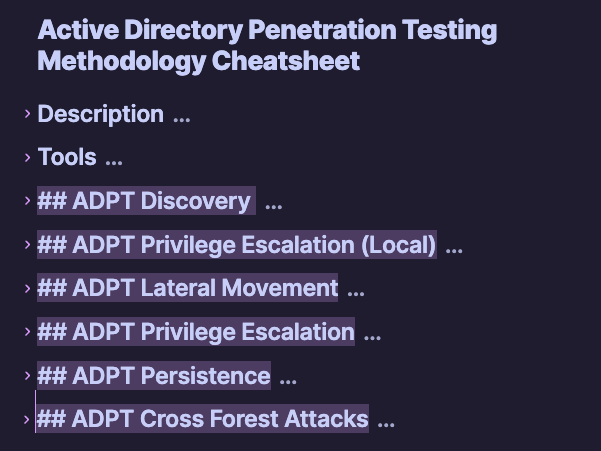 Active Directory Penetration Testing
Methodology Cheatsheet
Description ...
Tools ...
## ADPT Discovery ...
## ADPT Privilege Escalation (Local) ...
## ADPT Lateral Movement ...
## ADPT Privilege Escalation ...
## ADPT Persistence ...
## ADPT Cross Forest Attacks ...